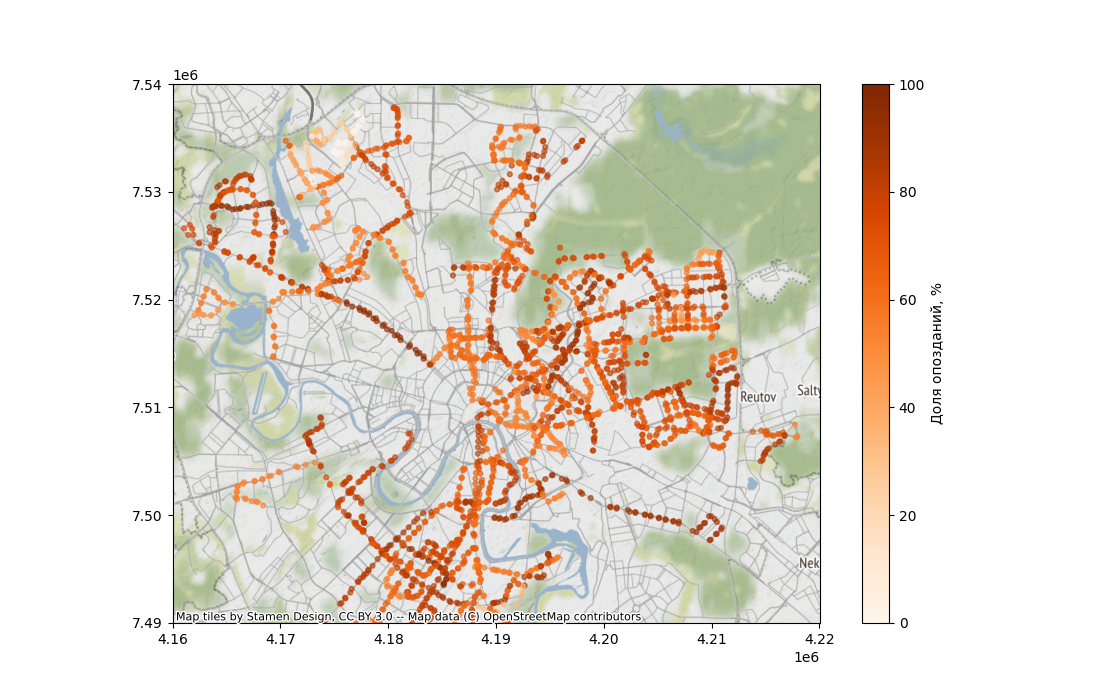 1e6
7.54
7.53
7.52
7.51
7.50
7.49
4.16
4.17
4.18
4.19
4.20
4.21
4.22
1e6
Reutov
Salty
Nek
Map tiles by Stamen Design, CC BY 3.0 -- Map data (C) OpenStreetMap contributors
100
80
60
40
20
0
Доля опозданий, %